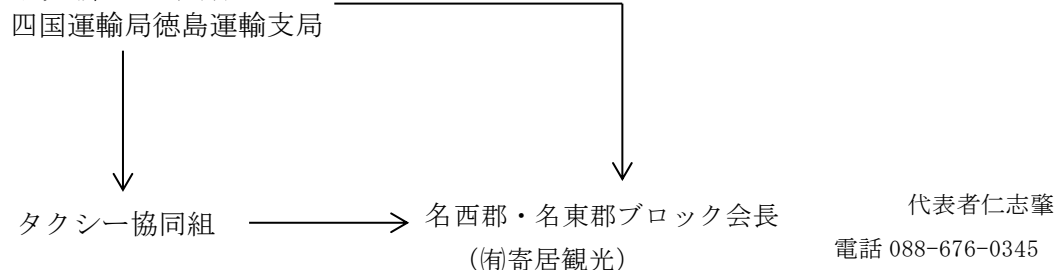 四国運輸局徳島運輸支局
タクシー協同組
名西郡・名東郡ブロック会長
（㈲寄居観光）
代表者仁志肇
電話 088-676-0345